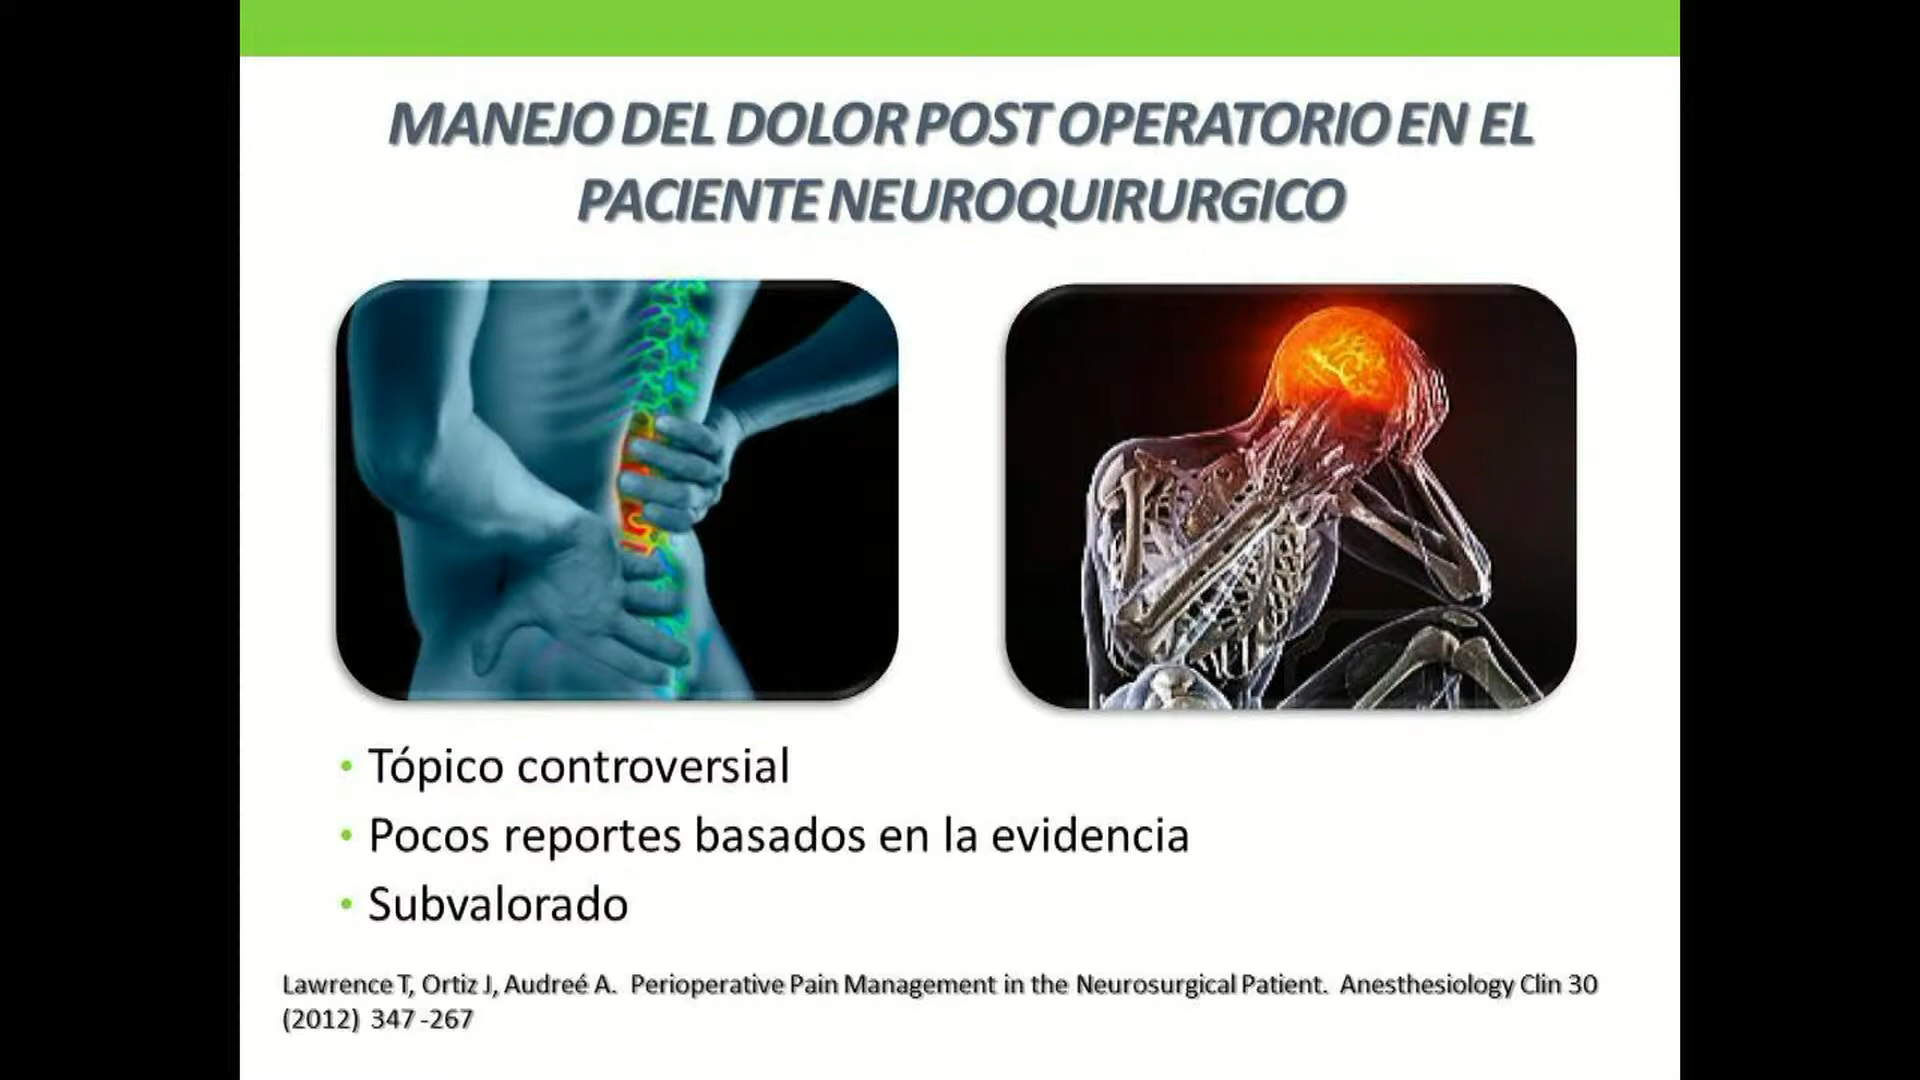 MANEJO DEL DOLOR POST OPERATORIO EN EL
PACIENTE NEUROQUIRURGICO
• Tópico controversial
• Pocos reportes basados en la evidencia
• Subvalorado
Lawrence T, Ortiz J, Audreé A. Perioperative Pain Management in the Neurosurgical Patient. Anesthesiology Clin 30
(2012) 347 -267